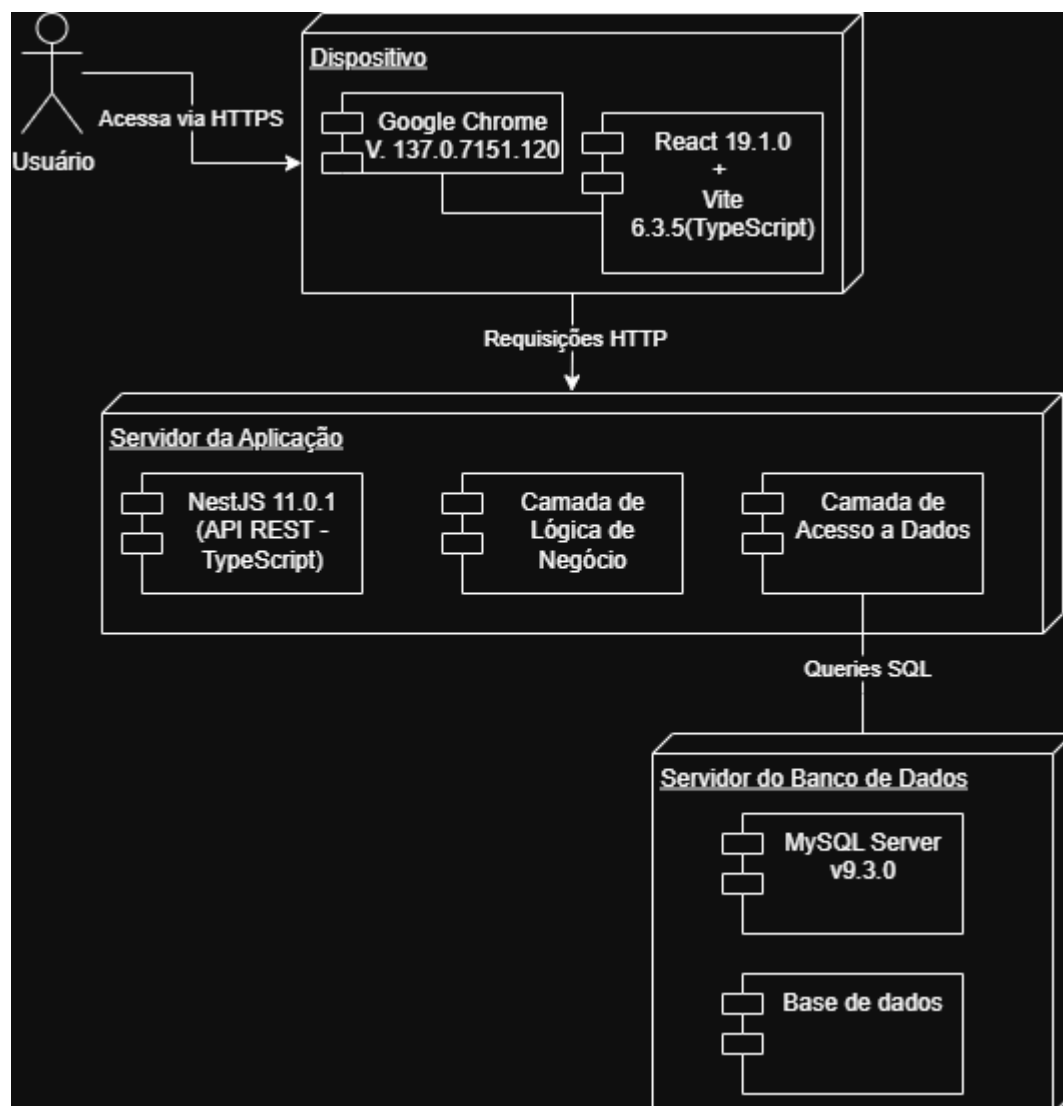 Dispositivo
Acessa via HTTPS
Usuário
Google Chrome
V. 137.0.7151.120
React 19.1.0
+
Vite
6.3.5(TypeScript)
Requisições HTTP
Servidor da Aplicação
NestJS 11.0.1
(API REST -
TypeScript)
Camada de
Lógica de
Negócio
Camada de
Acesso a Dados
Queries SQL
Servidor do Banco de Dados
MySQL Server
v9.3.0
Base de dados